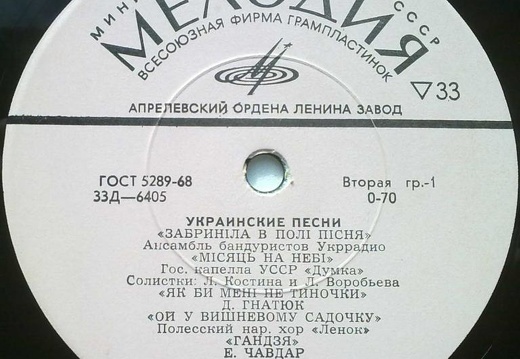 МИН СССР
МЕЛОДИЯ
ВСЕСОЮЗНАЯ ФИРМА ГРАМПЛАСТИНОК
▽33
АПРЕЛЕВСКИЙ ОРДЕНА ЛЕНИНА ЗАВОД
ГОСТ 5289-68
33Д—6405
Вторая гр.-1
0-70
УКРАИНСКИЕ ПЕСНИ
«ЗАБРИНІЛА В ПОЛІ ПІСНЯ»
Ансамбль бандуристов Укррадио
«МІСЯЦЬ НА НЕБІ»
Гос. капелла УССР «Думка»
Солистки: Л. Костина и Л. Воробьева
«ЯК БИ МЕНІ НЕ ТИНОЧКИ»
Д. ГНАТЮК
«ОЙ У ВИШНЕВОМУ САДОЧКУ»
Полесский нар. хор «Ленок»
«ГАНДЗЯ»
Е. ЧАВДАР